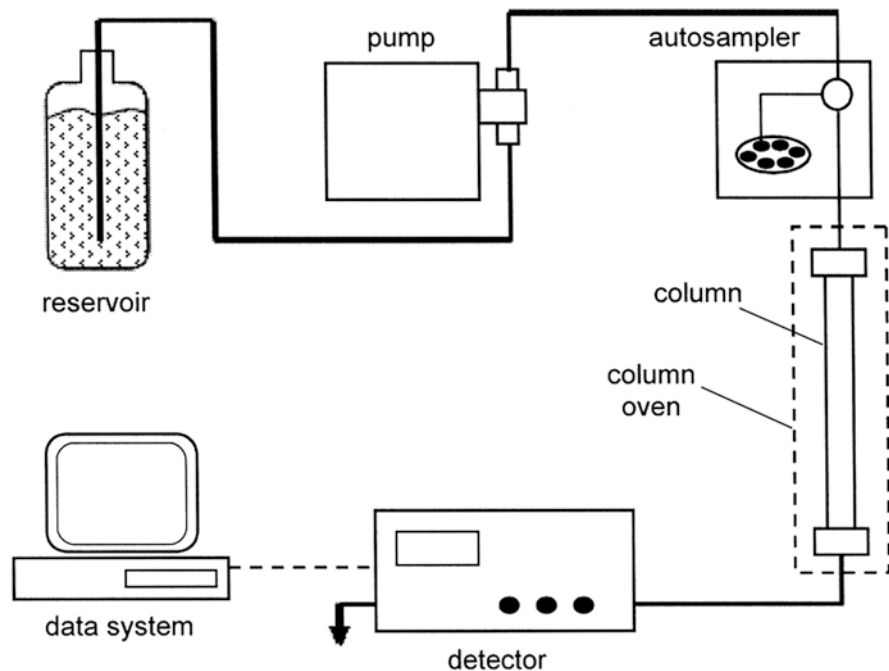 pump
autosampler
reservoir
column
column
oven
data system
detector